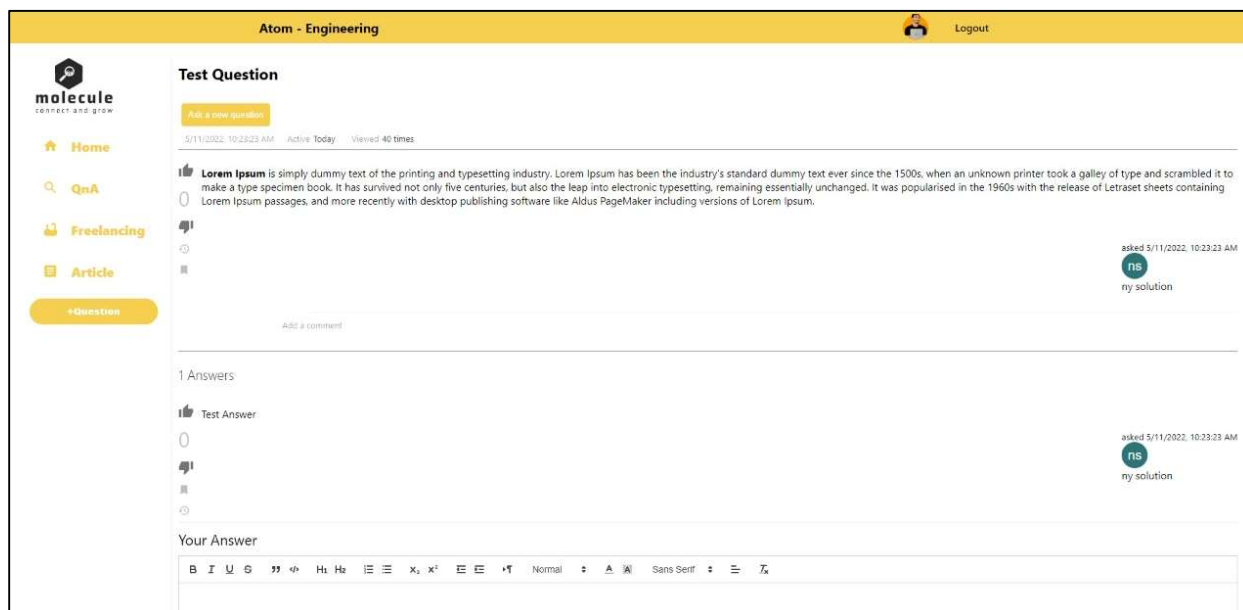 Atom - Engineering
Logout
molecule
connect and grow
Home
QnA
Freelancing
Article
+Question
Test Question
Ask a new question
5/11/2022, 10:23:23 AM Active Today Viewed 40 times
Lorem Ipsum is simply dummy text of the printing and typesetting industry. Lorem Ipsum has been the industry's standard dummy text ever since the 1500s, when an unknown printer took a galley of type and scrambled it to
make a type specimen book. It has survived not only five centuries, but also the leap into electronic typesetting, remaining essentially unchanged. It was popularised in the 1960s with the release of Letraset sheets containing
0 Lorem Ipsum passages, and more recently with desktop publishing software like Aldus PageMaker including versions of Lorem Ipsum.
asked 5/11/2022, 10:23:23 AM
ns
ny solution
Add a comment
1 Answers
Test Answer
0
asked 5/11/2022, 10:23:23 AM
ns
ny solution
Your Answer
B I U S H1 H2 X₂ X² Normal A A Sans Serif Tx